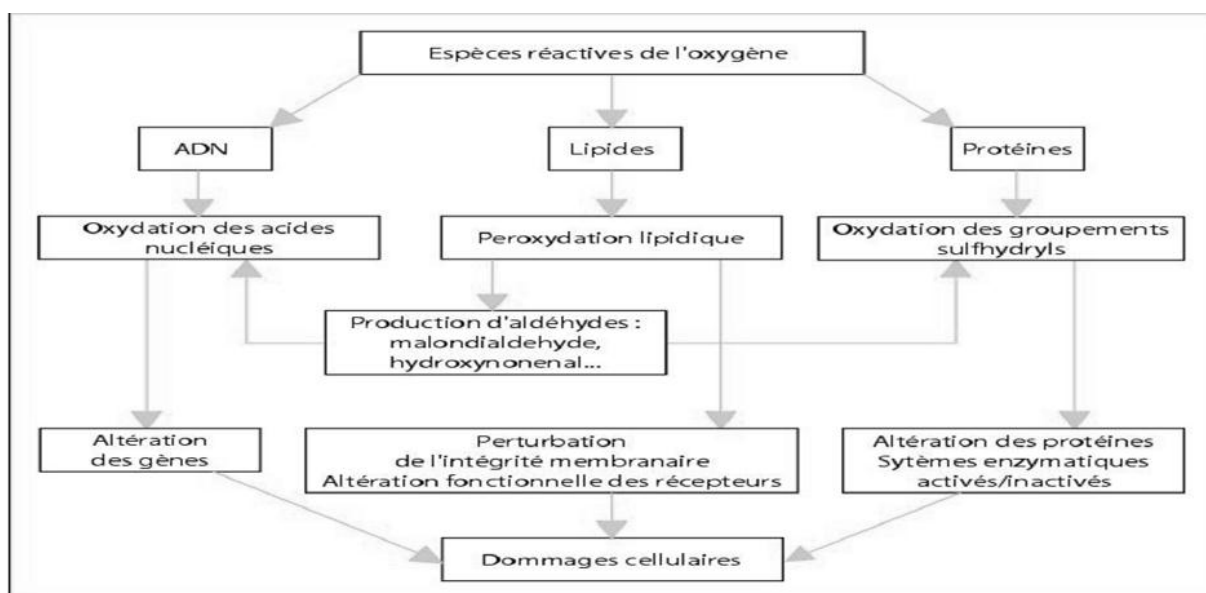 Espèces réactives de l'oxygène
ADN
Lipides
Protéines
Oxydation des acides
nucléiques
Peroxydation lipidique
Oxydation des groupements
sulfhydryls
Production d'aldéhydes :
malondialdehyde,
hydroxynonenal...
Altération
des gènes
Perturbation
de l'intégrité membranaire
Altération fonctionnelle des récepteurs
Altération des protéines
Sytèmes enzymatiques
activés/inactivés
Dommages cellulaires